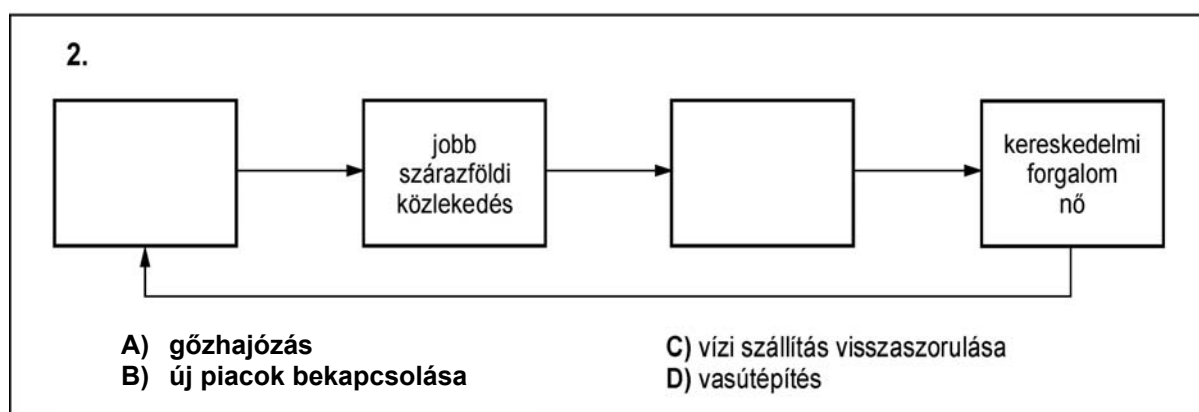 2.
jobb
szárazföldi
közlekedés
kereskedelmi
forgalom
nő
A) gőzhajózás
B) új piacok bekapcsolása
C) vízi szállítás visszaszorulása
D) vasútépítés